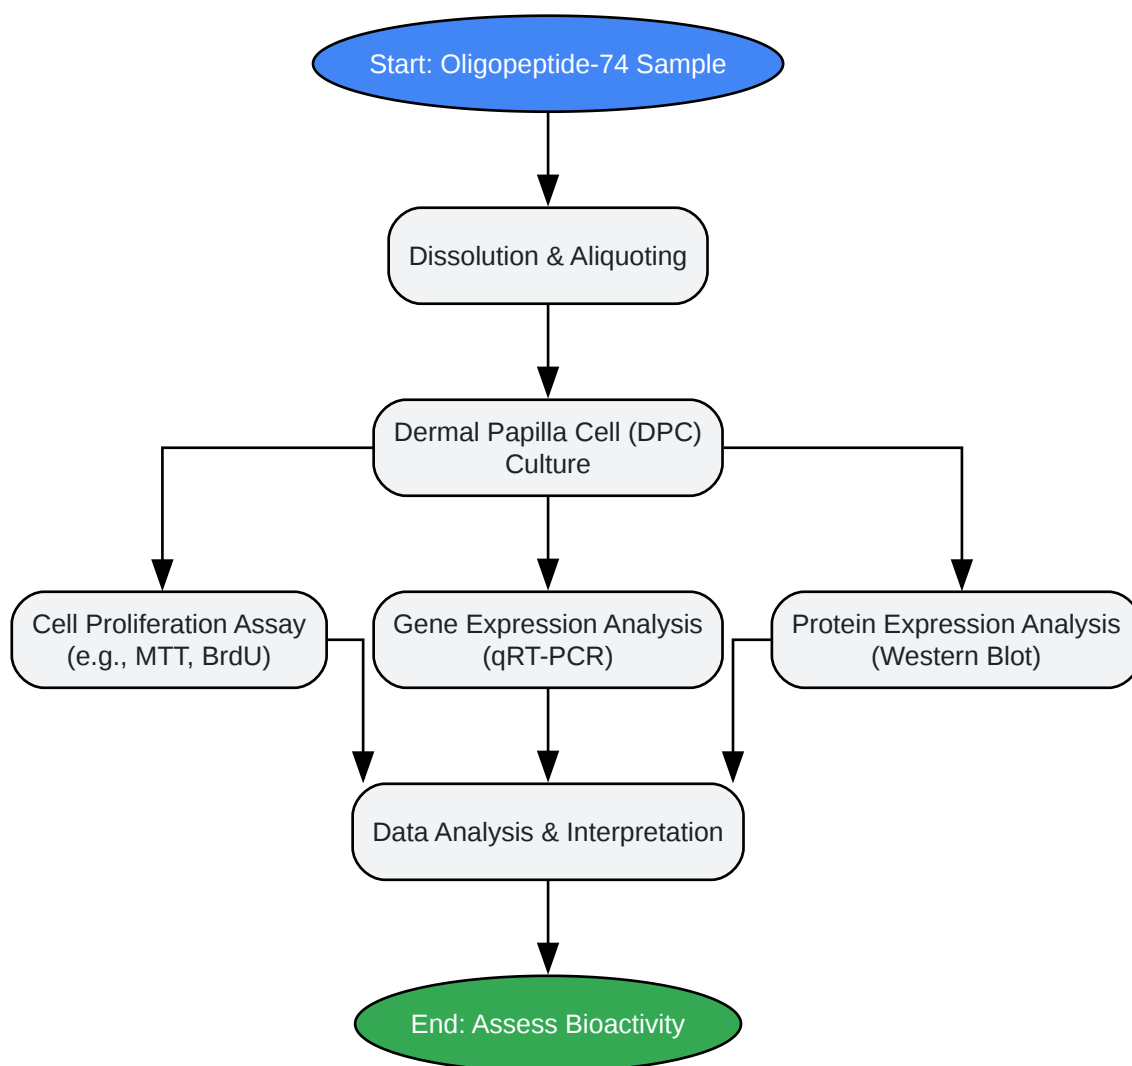 Start: Oligopeptide-74 Sample
Dissolution & Aliquoting
Dermal Papilla Cell (DPC)
Culture
Cell Proliferation Assay
(e.g., MTT, BrdU)
Gene Expression Analysis
(qRT-PCR)
Protein Expression Analysis
(Western Blot)
Data Analysis & Interpretation
End: Assess Bioactivity